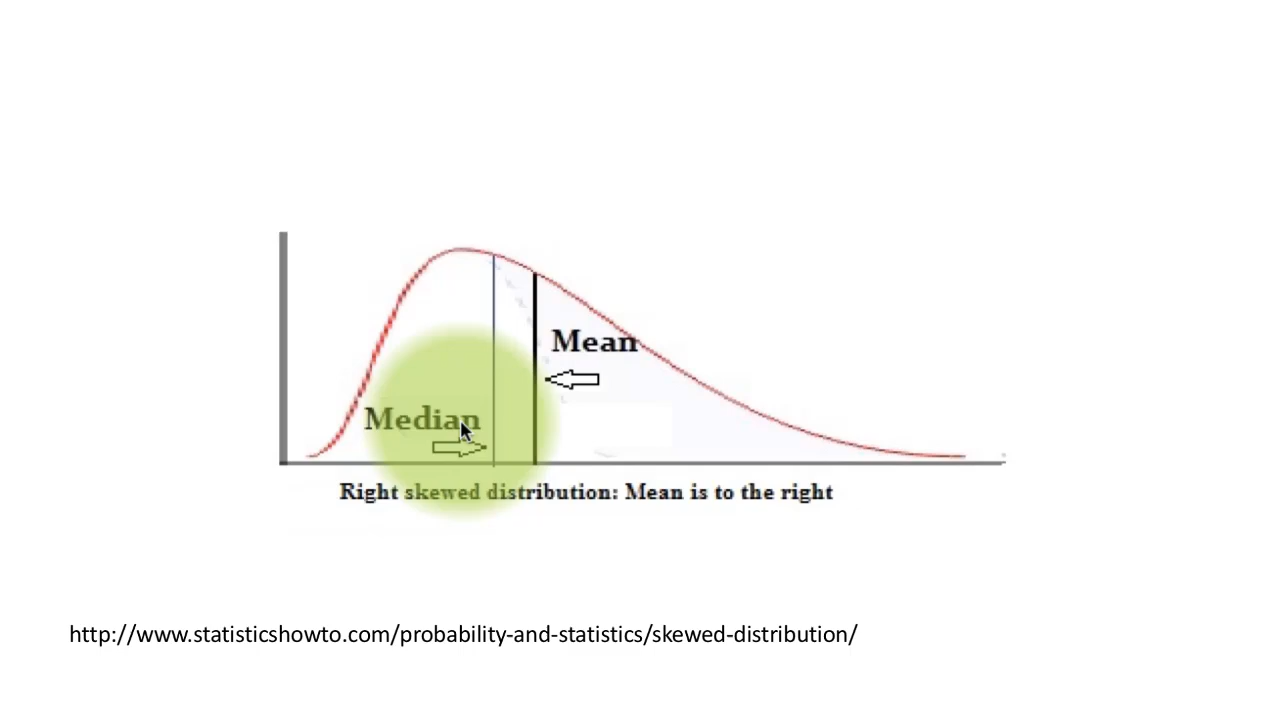 Mean
Median
Right skewed distribution: Mean is to the right
http://www.statisticshowto.com/probability-and-statistics/skewed-distribution/